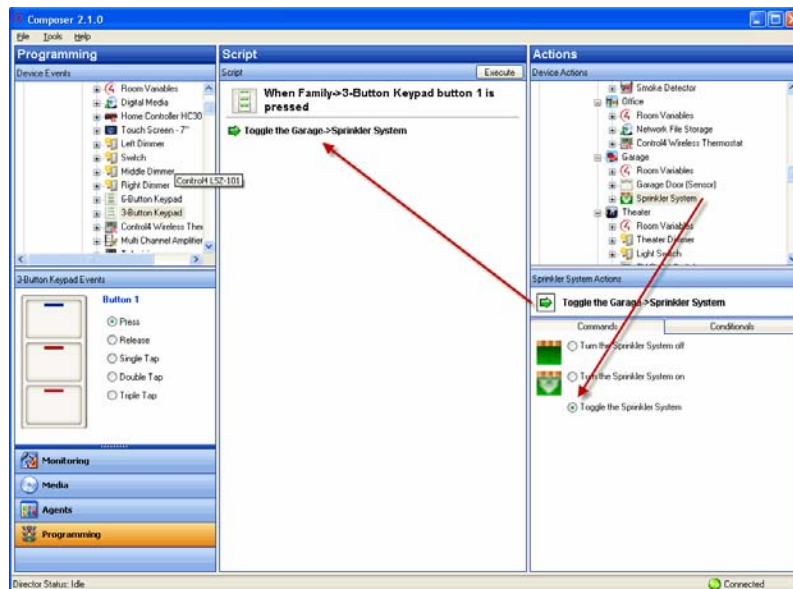 Composer 2.1.0
File Tools Help
Programming
Device Events
Room Variables
Digital Media
Home Controller HC30
Touch Screen - 7"
Left Dimmer
Switch
Middle Dimmer
Right Dimmer
Control4 LSZ-101
6-Button Keypad
3-Button Keypad
Control4 Wireless Ther
Multi Channel Amplifier
3-Button Keypad Events
Button 1
Press
Release
Single Tap
Double Tap
Triple Tap
Monitoring
Media
Agents
Programming
Director Status: Idle
Script
Script
Execute
When Family->3-Button Keypad button 1 is
pressed
Toggle the Garage->Sprinkler System
Actions
Device Actions
Smoke Detector
Office
Room Variables
Network File Storage
Control4 Wireless Thermostat
Garage
Room Variables
Garage Door (Sensor)
Sprinkler System
Theater
Room Variables
Theater Dimmer
Light Switch
Sprinkler System Actions
Toggle the Garage->Sprinkler System
Commands
Conditionals
Turn the Sprinkler System off
Turn the Sprinkler System on
Toggle the Sprinkler System
Connected